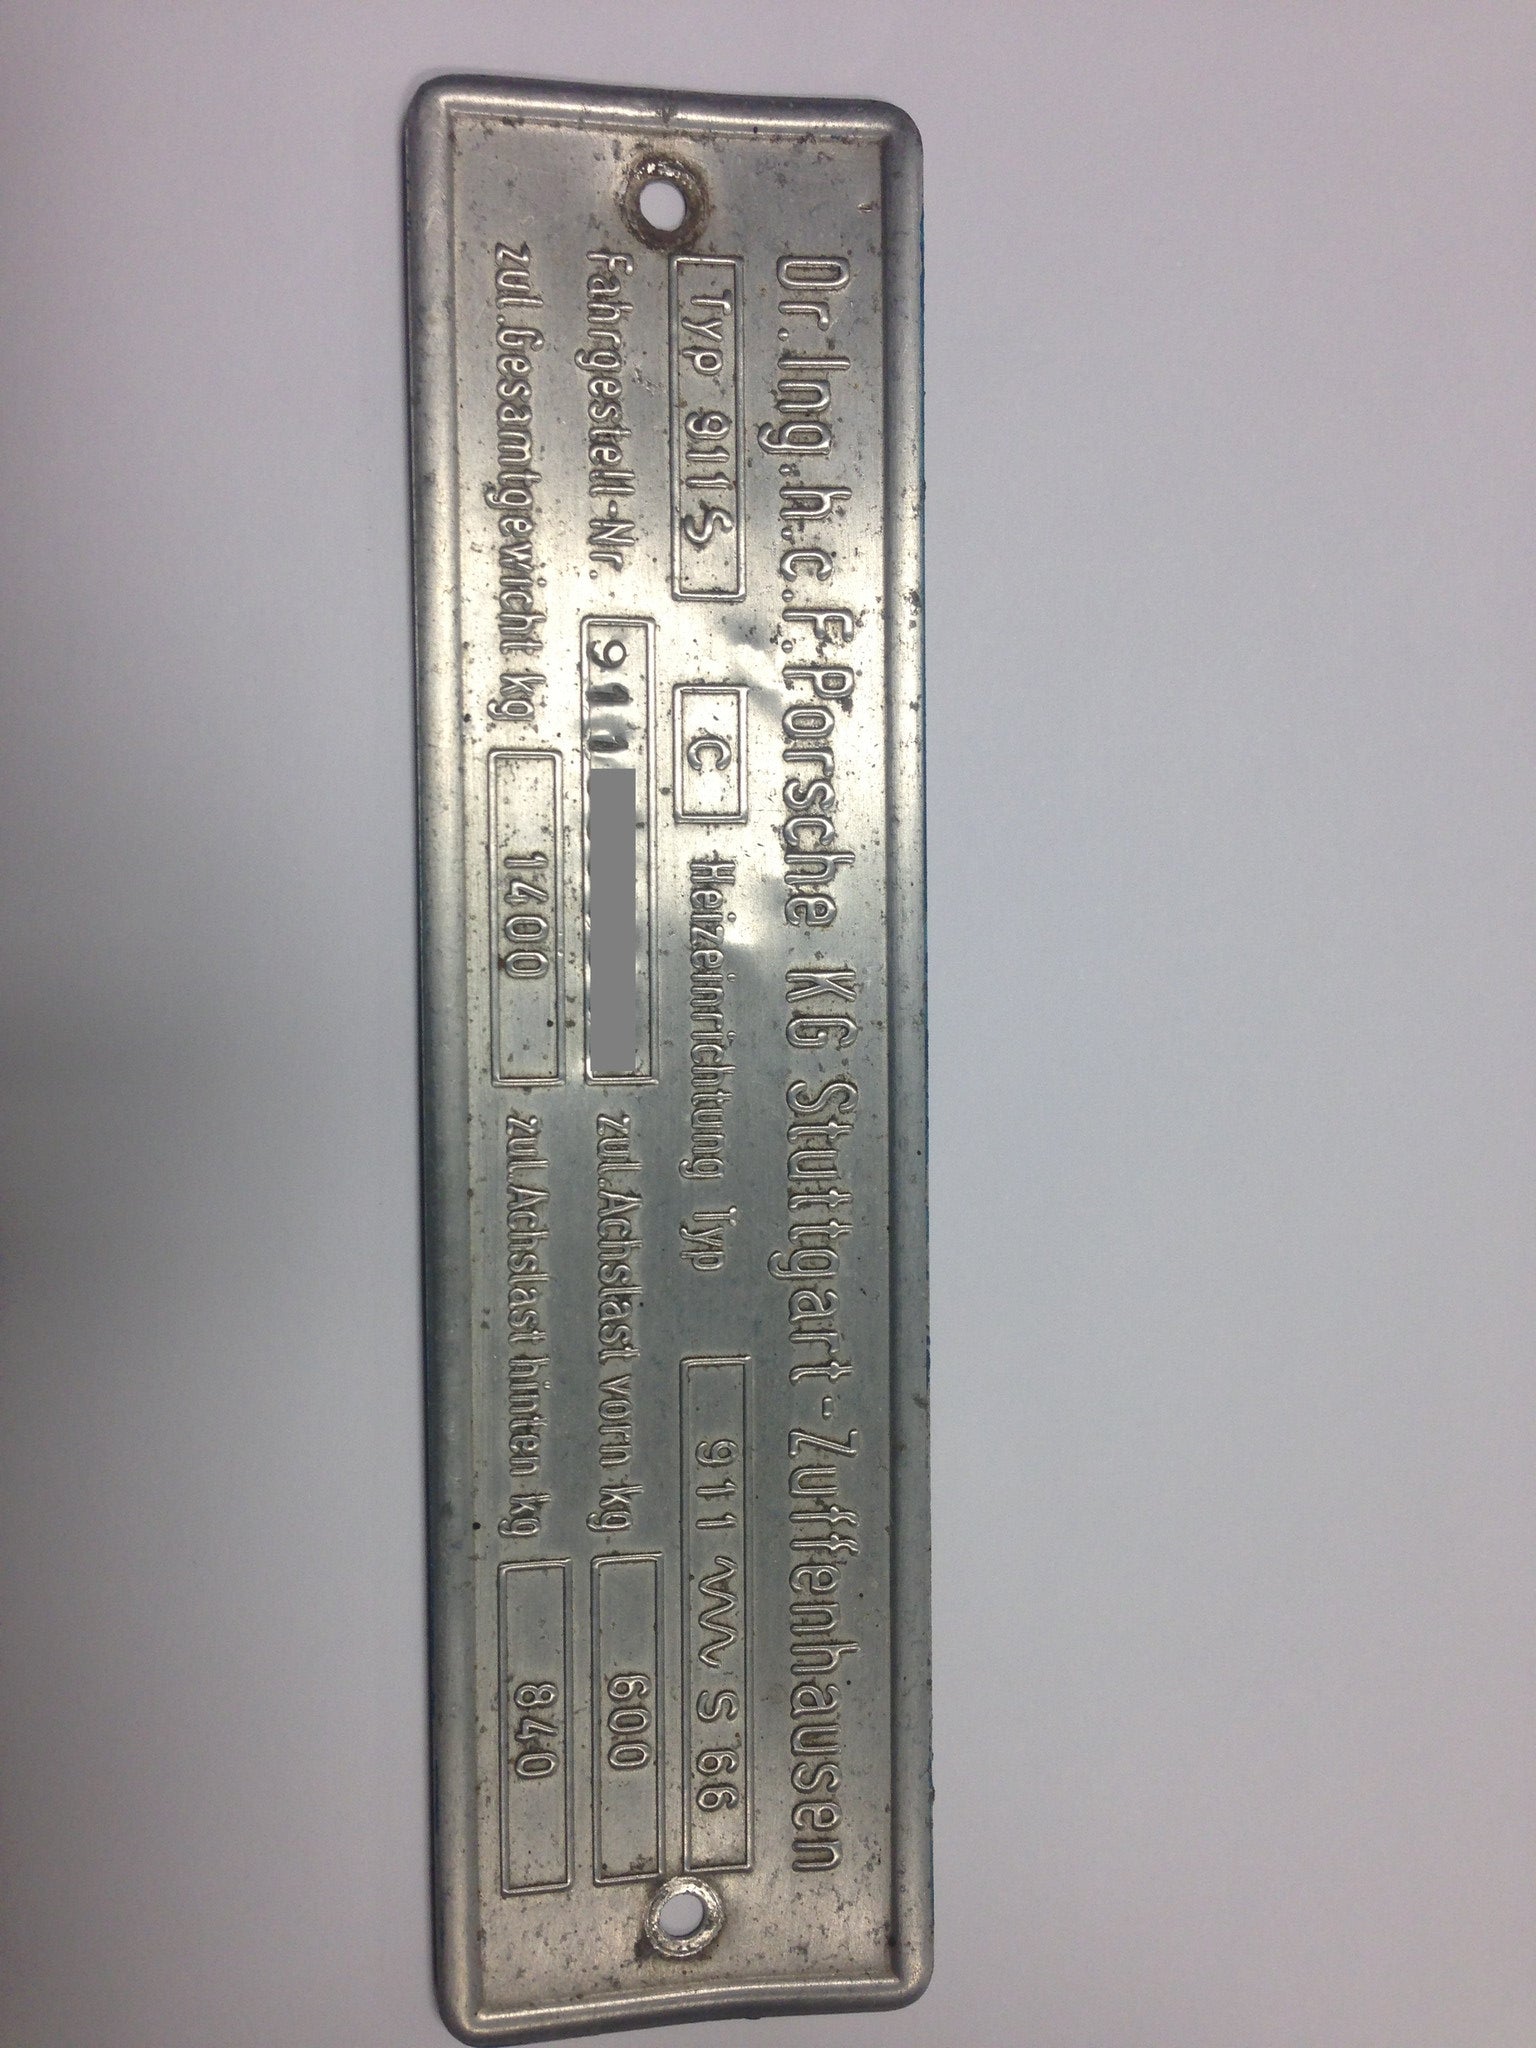 Dr.Ing.h.c.F.Porsche KG Stuttgart-Zuffenhausen
Typ 911 S C Heizeinrichtung Typ 911 〰 S 66
Fahrgestell-Nr. 911 zul.Achslast vorn kg 600
zul.Gesamtgewicht kg 1400 zul.Achslast hinten kg 840